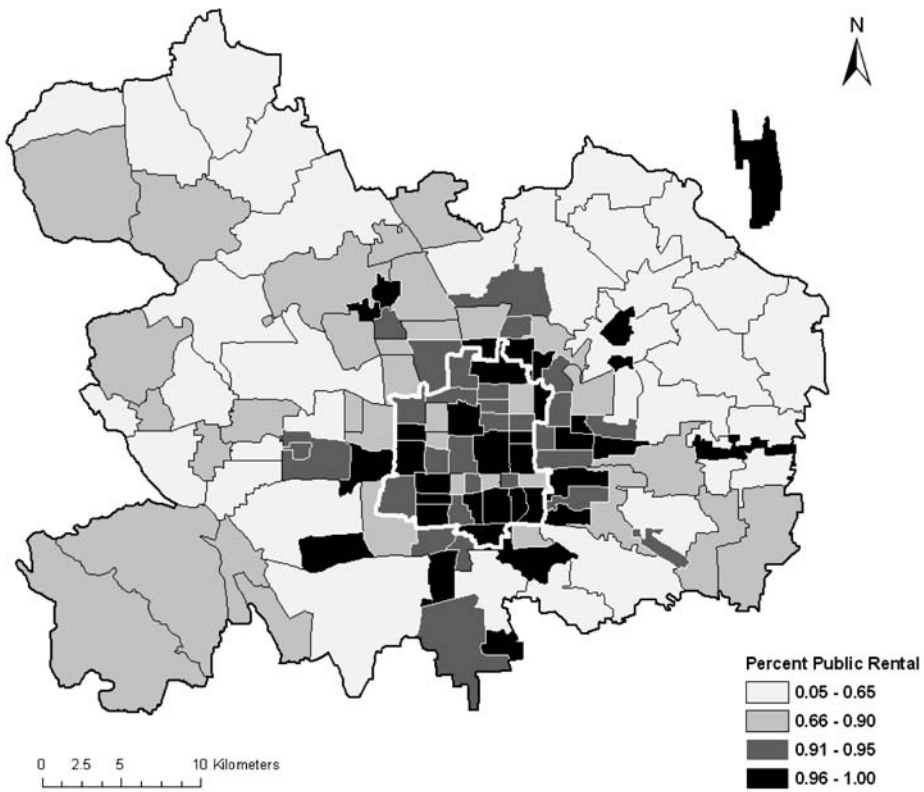 N
Percent Public Rental
0.05 - 0.65
0.66 - 0.90
0.91 - 0.95
0.96 - 1.00
0 2.5 5 10 Kilometers